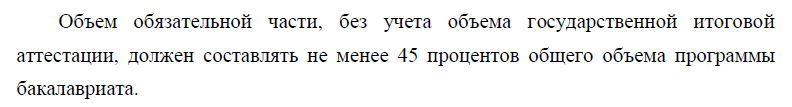 Объем обязательной части, без учета объема государственной итоговой
аттестации, должен составлять не менее 45 процентов общего объема программы
бакалавриата.